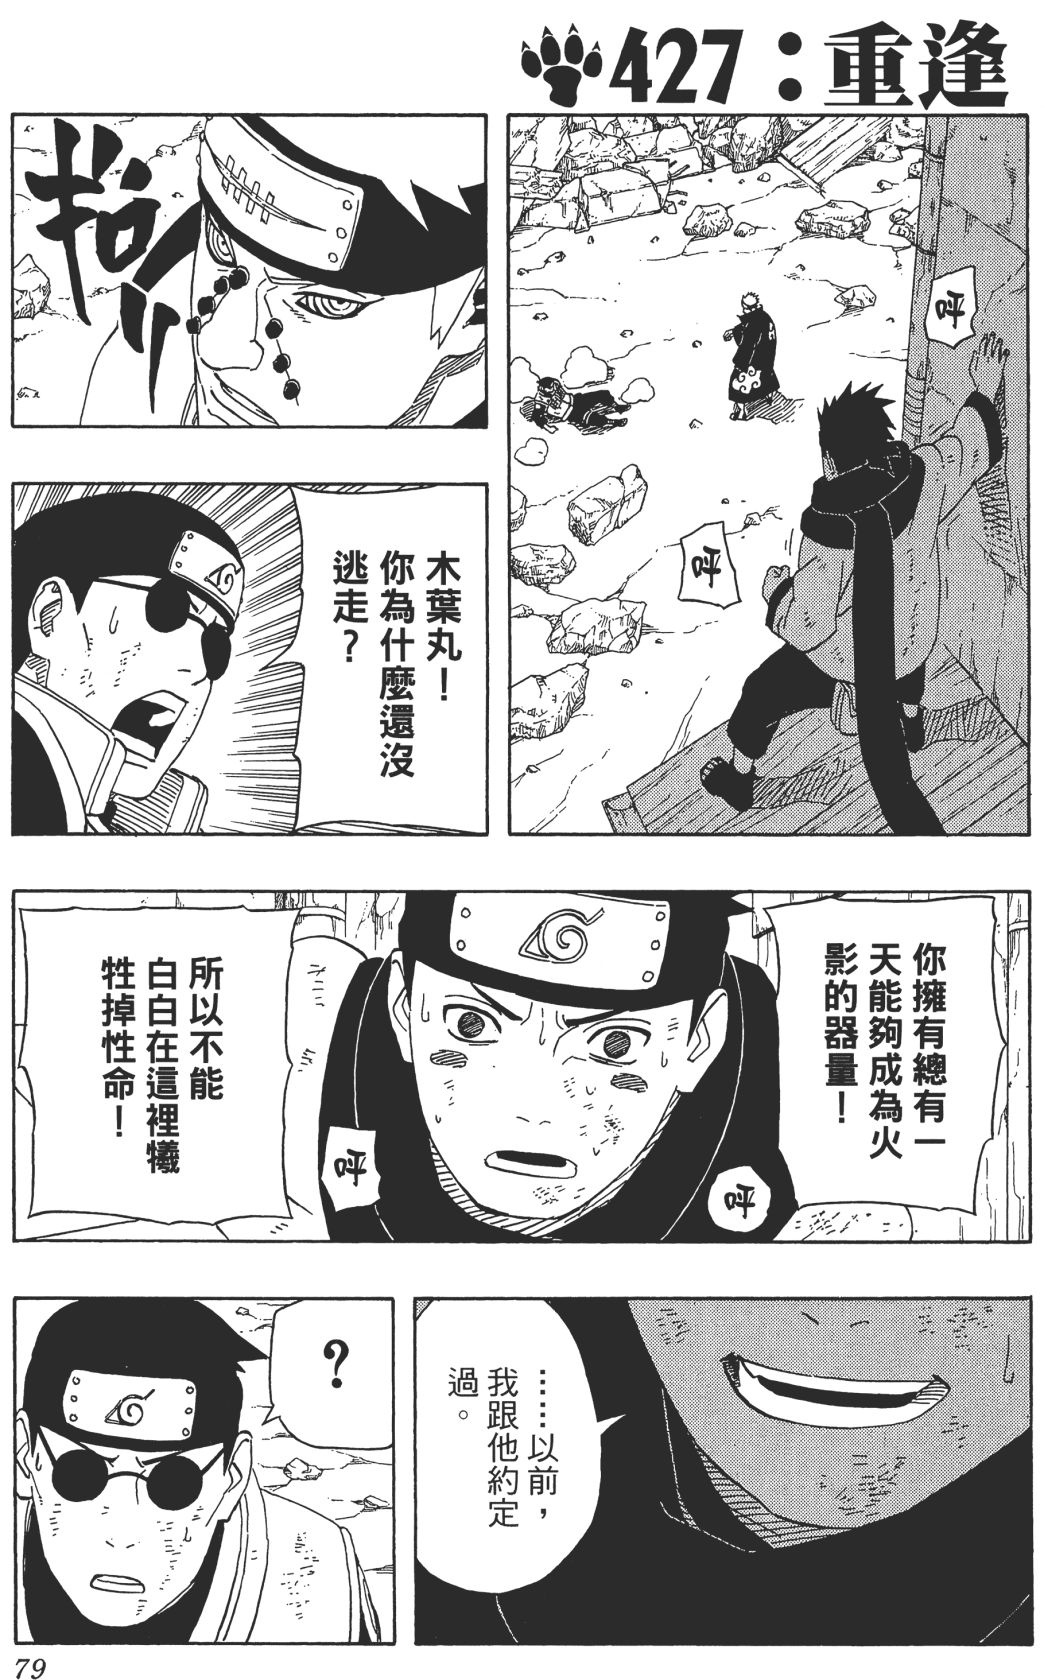 427：重逢
呼
呼
ギロッ
木葉丸！
你為什麼還沒
逃走？
你擁有總有一
天能夠成為火
影的器量！
呼
呼
所以不能
白白在這裡犧
牲掉性命！
……以前，
我跟他約定
過。
？
79